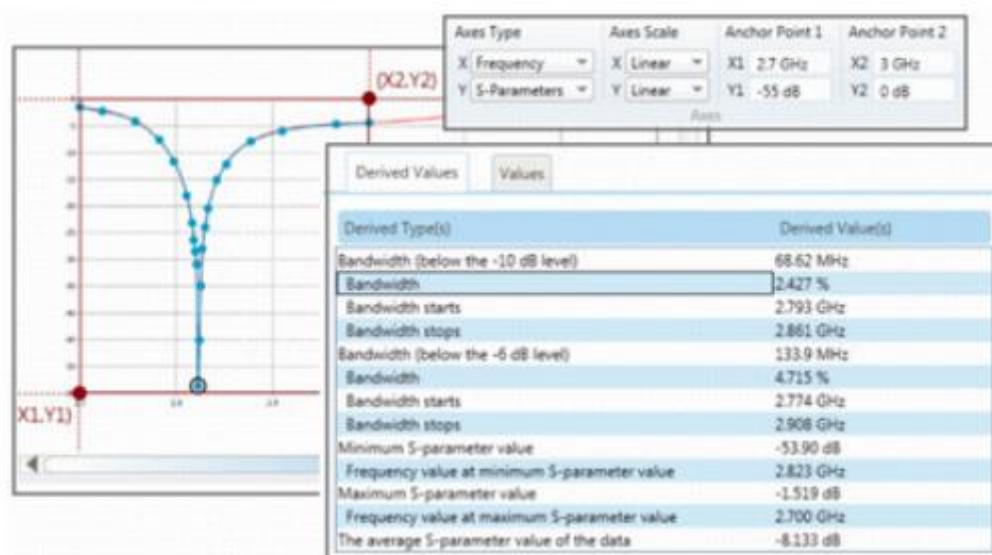 Axes Type Axes Scale Anchor Point 1 Anchor Point 2
X Frequency X Linear X1 2.7 GHz X2 3 GHz
Y S-Parameters Y Linear Y1 -55 dB Y2 0 dB
Axes
(X2,Y2)
X1,Y1)
Derived Values Values
Derived Type(s) Derived Value(s)
Bandwidth (below the -10 dB level) 68.62 MHz
Bandwidth 2.427 %
Bandwidth starts 2.793 GHz
Bandwidth stops 2.861 GHz
Bandwidth (below the -6 dB level) 133.9 MHz
Bandwidth 4.715 %
Bandwidth starts 2.774 GHz
Bandwidth stops 2.908 GHz
Minimum S-parameter value -53.90 dB
Frequency value at minimum S-parameter value 2.823 GHz
Maximum S-parameter value -1.519 dB
Frequency value at maximum S-parameter value 2.700 GHz
The average S-parameter value of the data -8.133 dB